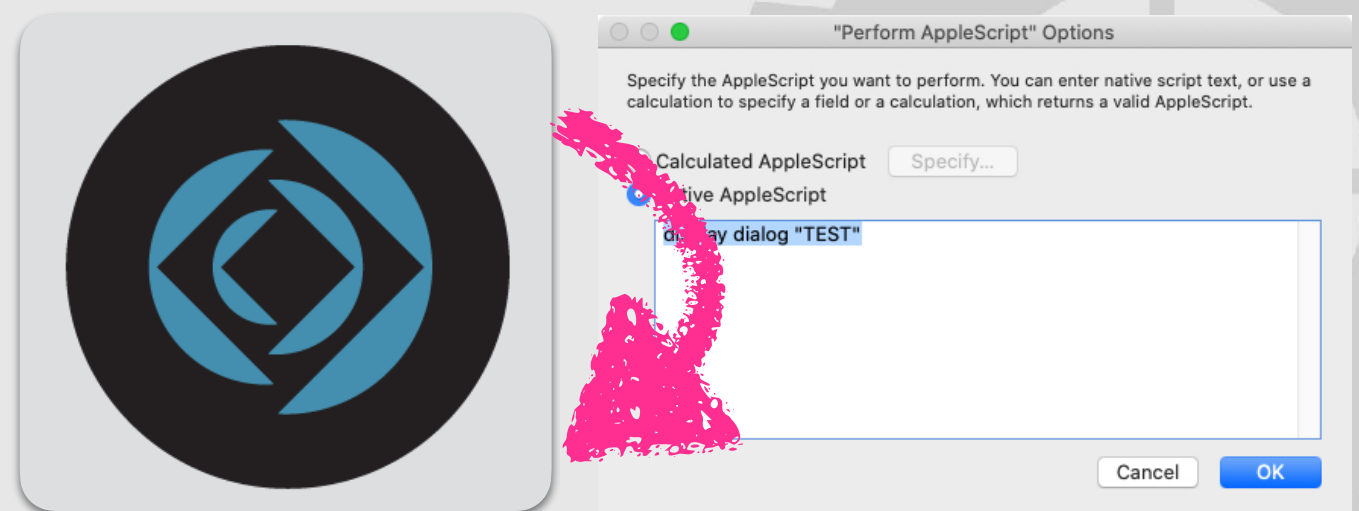 "Perform AppleScript" Options
Specify the AppleScript you want to perform. You can enter native script text, or use a
calculation to specify a field or a calculation, which returns a valid AppleScript.
Calculated AppleScript
Specify...
AppleScript
dialog "TEST"
Cancel
OK